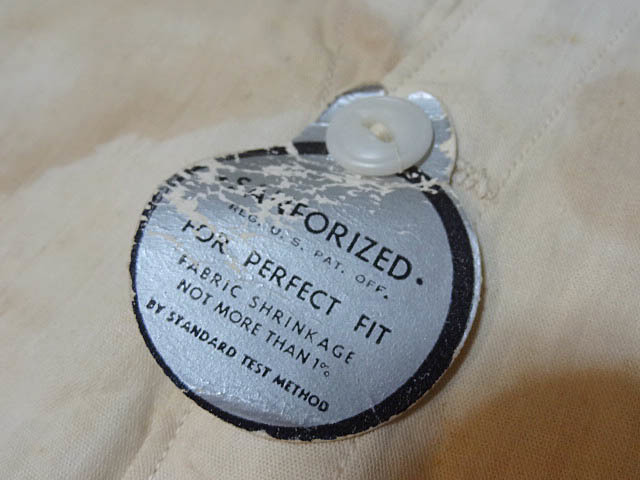 ·SANFORIZED·
REG. U.S. PAT. OFF.
FOR PERFECT FIT
FABRIC SHRINKAGE
NOT MORE THAN 1%
BY STANDARD TEST METHOD